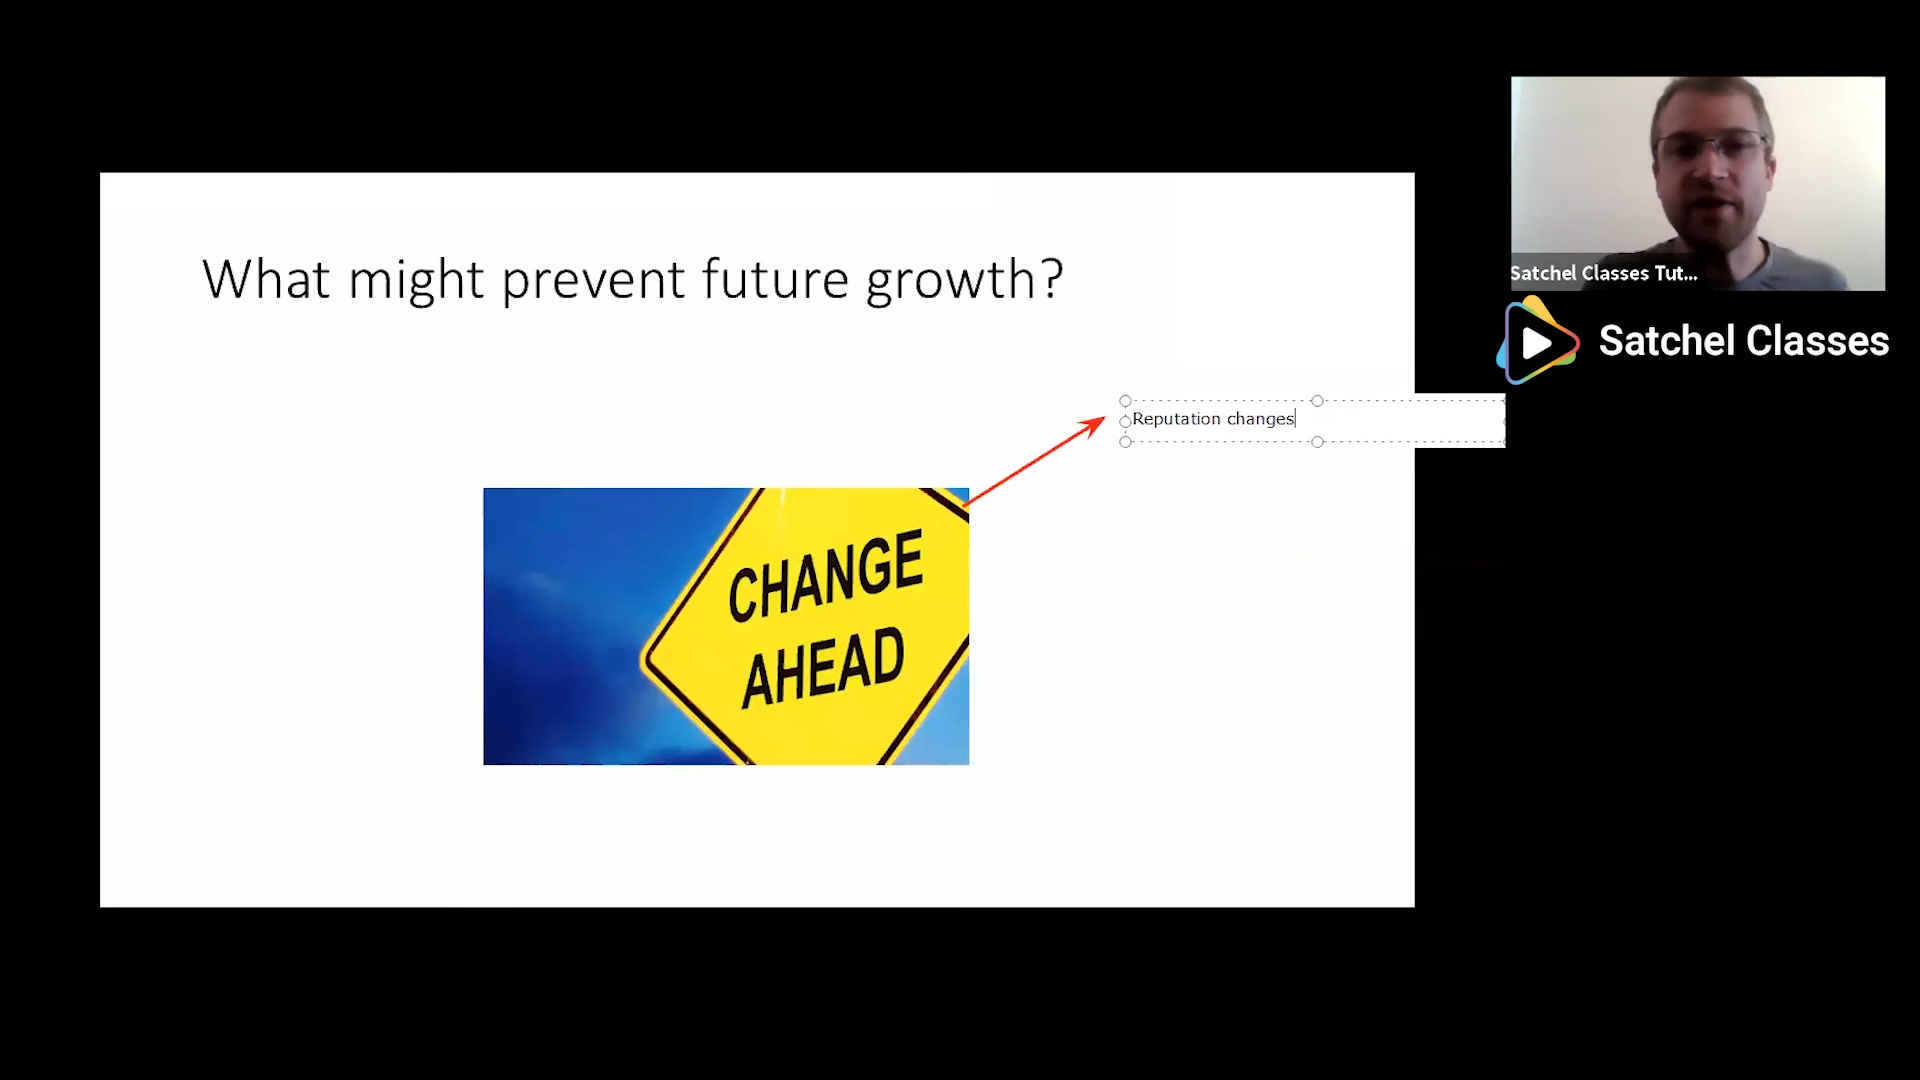 What might prevent future growth?
Reputation changes
CHANGE
AHEAD
Satchel Classes Tut...
Satchel Classes